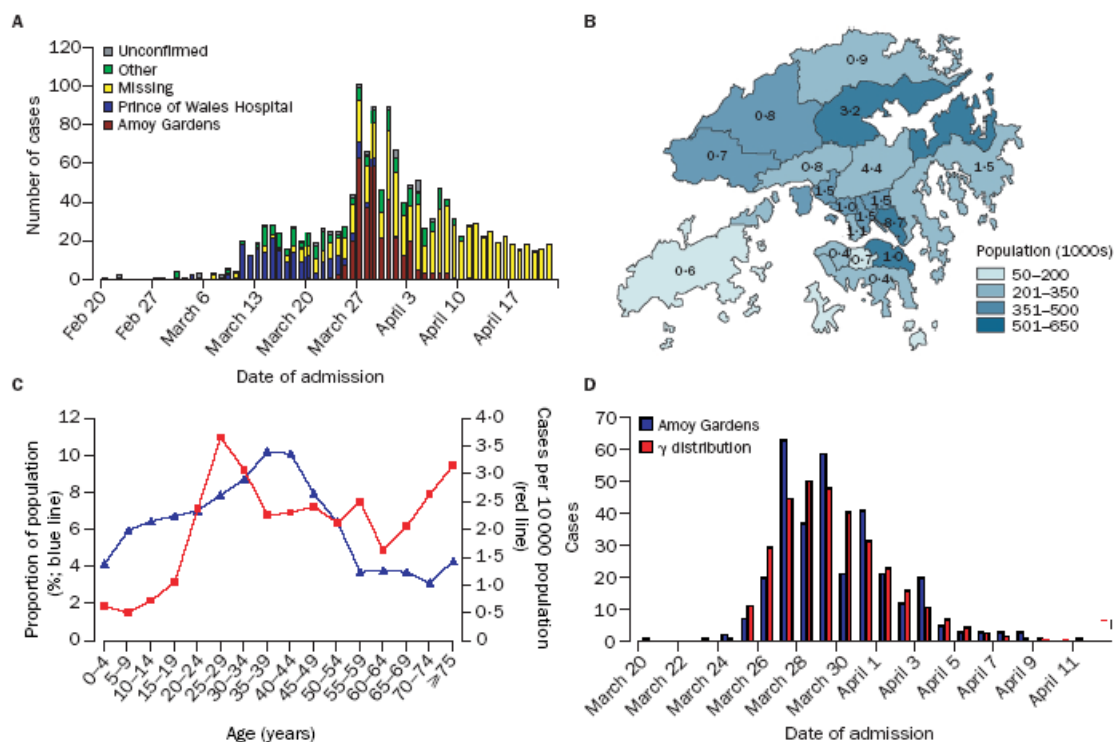 A
120
100
80
60
40
20
0
Number of cases
Unconfirmed
Other
Missing
Prince of Wales Hospital
Amoy Gardens
Feb 20
Feb 27
March 6
March 13
March 20
March 27
April 3
April 10
April 17
Date of admission
B
0·9
3·2
0·8
0·7
0·8
4·4
1·5
1·5
1·0
1·5
1·5
1·1
8·7
0·4
0·7
1·0
0·4
0·6
Population (1000s)
50–200
201–350
351–500
501–650
C
12
10
8
6
4
2
0
Proportion of population
(%; blue line)
4·0
3·5
3·0
2·5
2·0
1·5
1·0
0·5
0
Cases per 10 000 population
(red line)
0–4
5–9
10–14
15–19
20–24
25–29
30–34
35–39
40–44
45–49
50–54
55–59
60–64
65–69
70–74
⩾75
Age (years)
D
70
60
50
40
30
20
10
0
Cases
Amoy Gardens
γ distribution
March 20
March 22
March 24
March 26
March 28
March 30
April 1
April 3
April 5
April 7
April 9
April 11
Date of admission